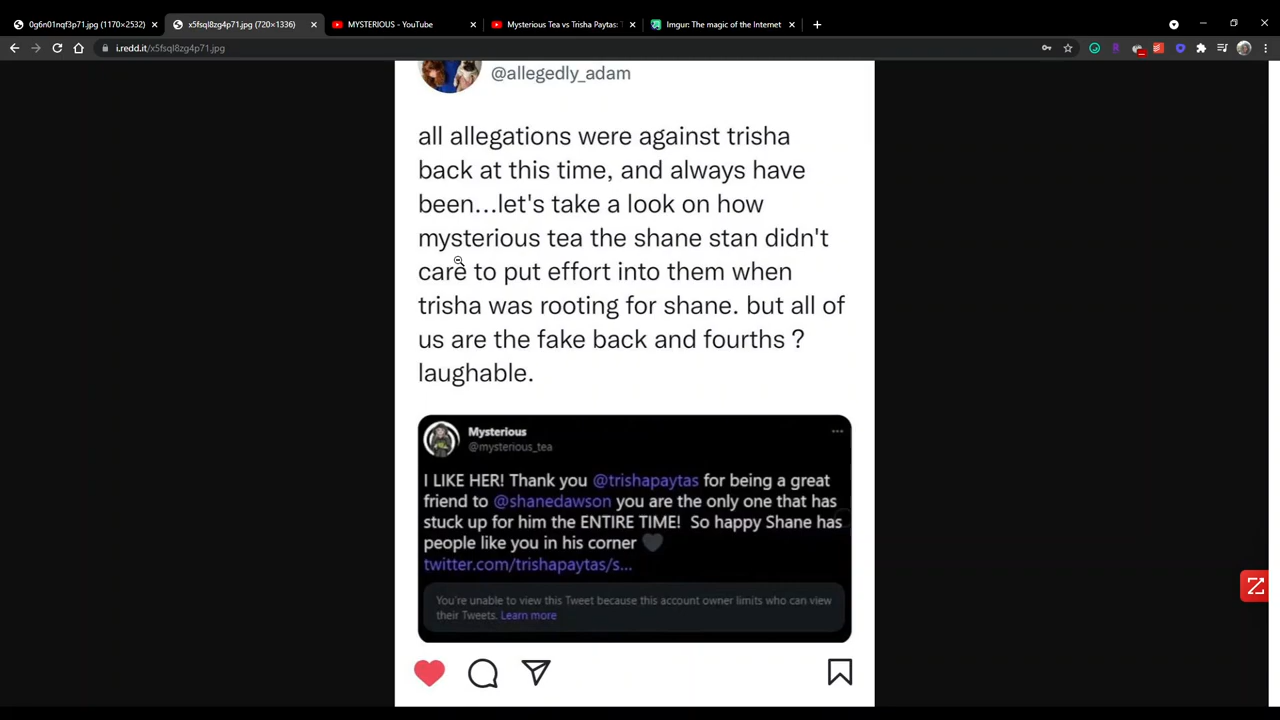 0g6n01nqf3p71.jpg (1170×2532)
x5fsql8zg4p71.jpg (720×1336)
MYSTERIOUS - YouTube
Mysterious Tea vs Trisha Paytas:
Imgur: The magic of the Internet
i.redd.it/x5fsql8zg4p71.jpg
@allegedly_adam
all allegations were against trisha
back at this time, and always have
been...let's take a look on how
mysterious tea the shane stan didn't
care to put effort into them when
trisha was rooting for shane. but all of
us are the fake back and fourths ?
laughable.
Mysterious
@mysterious_tea
I LIKE HER! Thank you @trishapaytas for being a great
friend to @shanedawson you are the only one that has
stuck up for him the ENTIRE TIME! So happy Shane has
people like you in his corner 🖤
twitter.com/trishapaytas/s...
You're unable to view this Tweet because this account owner limits who can view
their Tweets. Learn more